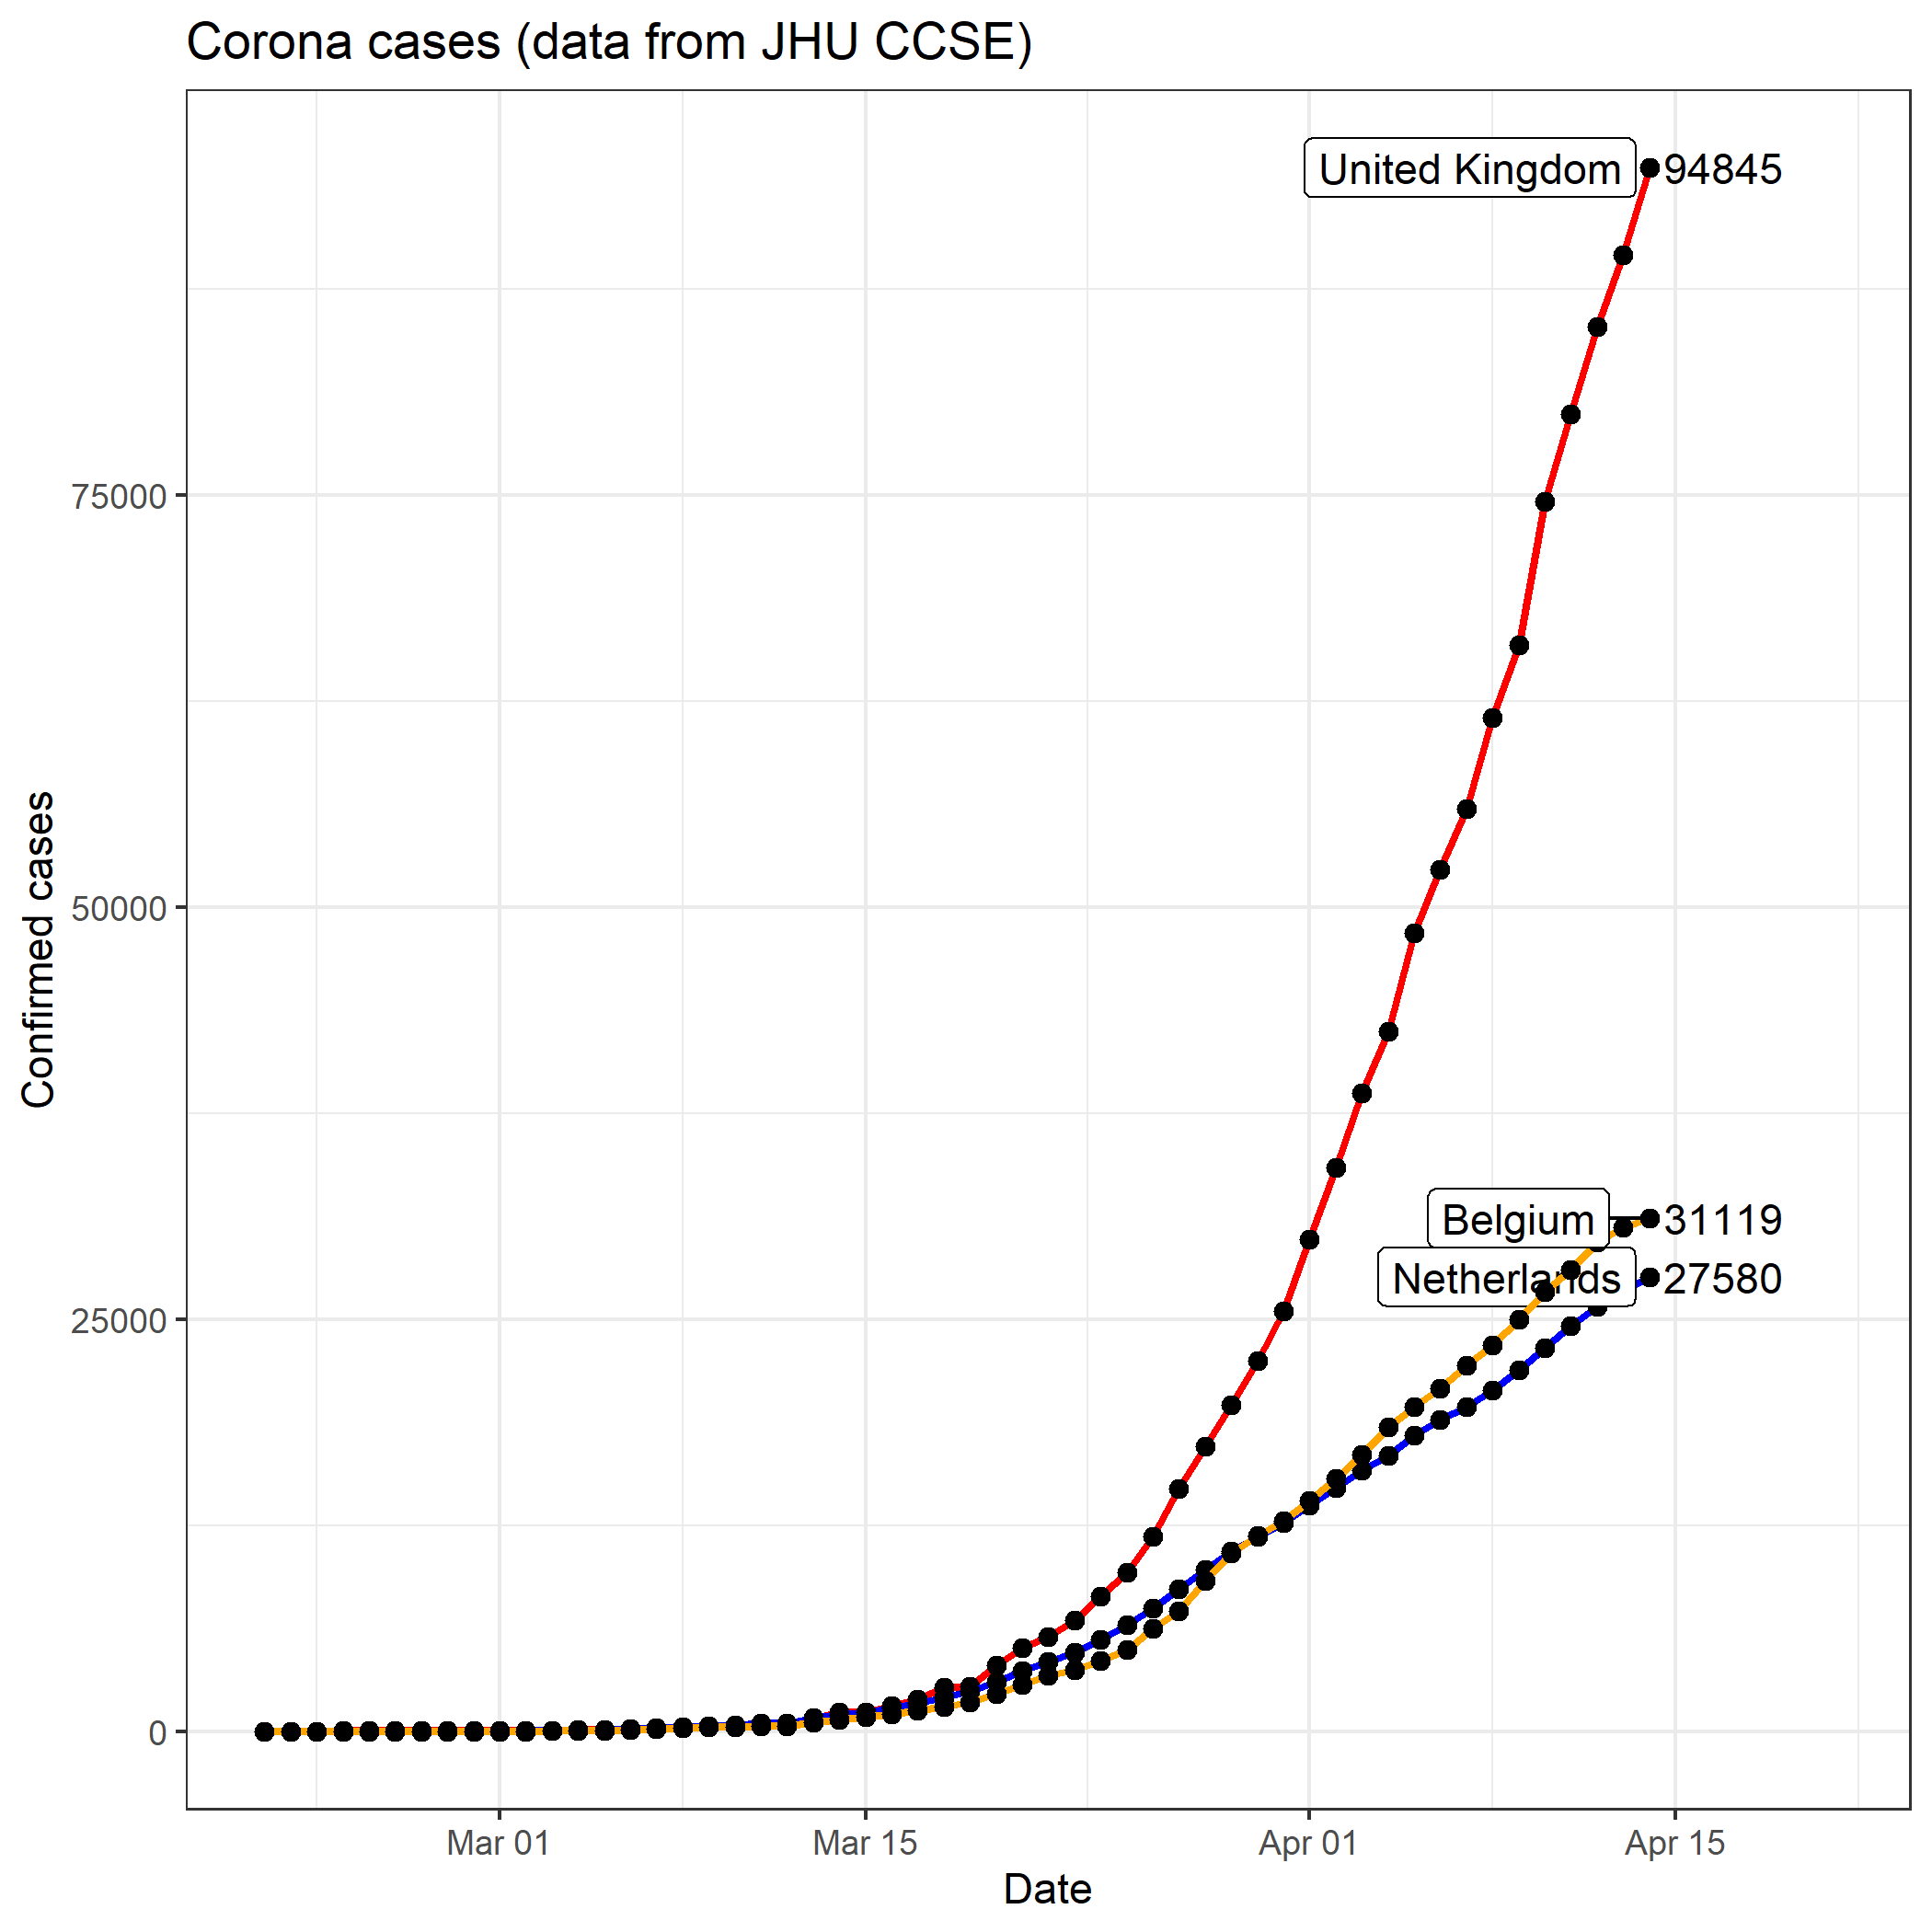 Corona cases (data from JHU CCSE)
United Kingdom 94845
75000
Confirmed cases
50000
Belgium 31119
Netherlands 27580
25000
0
Mar 01 Mar 15 Apr 01 Apr 15
Date